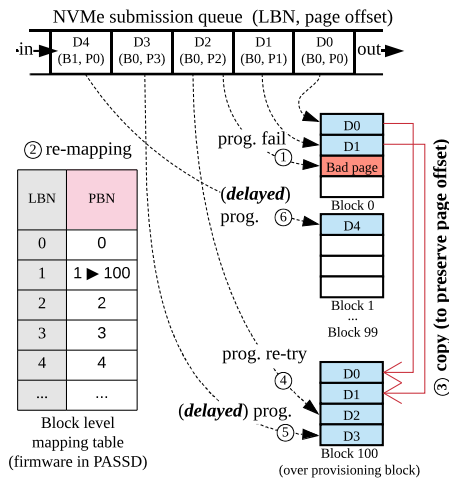 NVMe submission queue  (LBN, page offset)
in
D4
(B1, P0)
D3
(B0, P3)
D2
(B0, P2)
D1
(B0, P1)
D0
(B0, P0)
out
prog. fail
①
D0
D1
Bad page
Block 0
② re-mapping
LBN
PBN
0
0
1
1 ▶ 100
2
2
3
3
4
4
...
...
Block level
mapping table
(firmware in PASSD)
(delayed)
prog.
⑥
D4
Block 1
...
Block 99
③ copy (to preserve page offset)
prog. re-try
④
(delayed) prog.
⑤
D0
D1
D2
D3
Block 100
(over provisioning block)